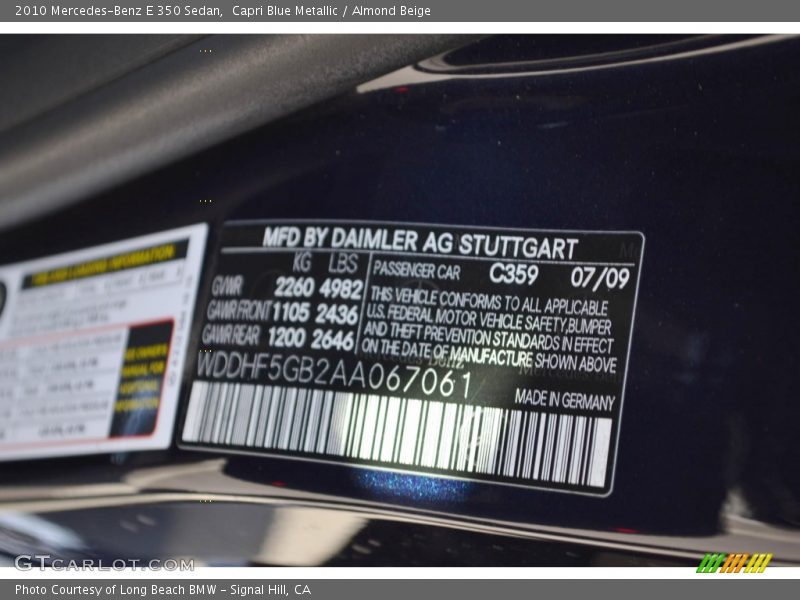 2010 Mercedes-Benz E 350 Sedan,  Capri Blue Metallic / Almond Beige
MFD BY DAIMLER AG STUTTGART
KG LBS
GVWR 2260 4982
GAWR FRONT 1105 2436
GAWR REAR 1200 2646
PASSENGER CAR C359 07/09
THIS VEHICLE CONFORMS TO ALL APPLICABLE
U.S. FEDERAL MOTOR VEHICLE SAFETY, BUMPER
AND THEFT PREVENTION STANDARDS IN EFFECT
ON THE DATE OF MANUFACTURE SHOWN ABOVE
WDDHF5GB2AA067061
MADE IN GERMANY
GTCARLOT.COM
Photo Courtesy of Long Beach BMW - Signal Hill, CA